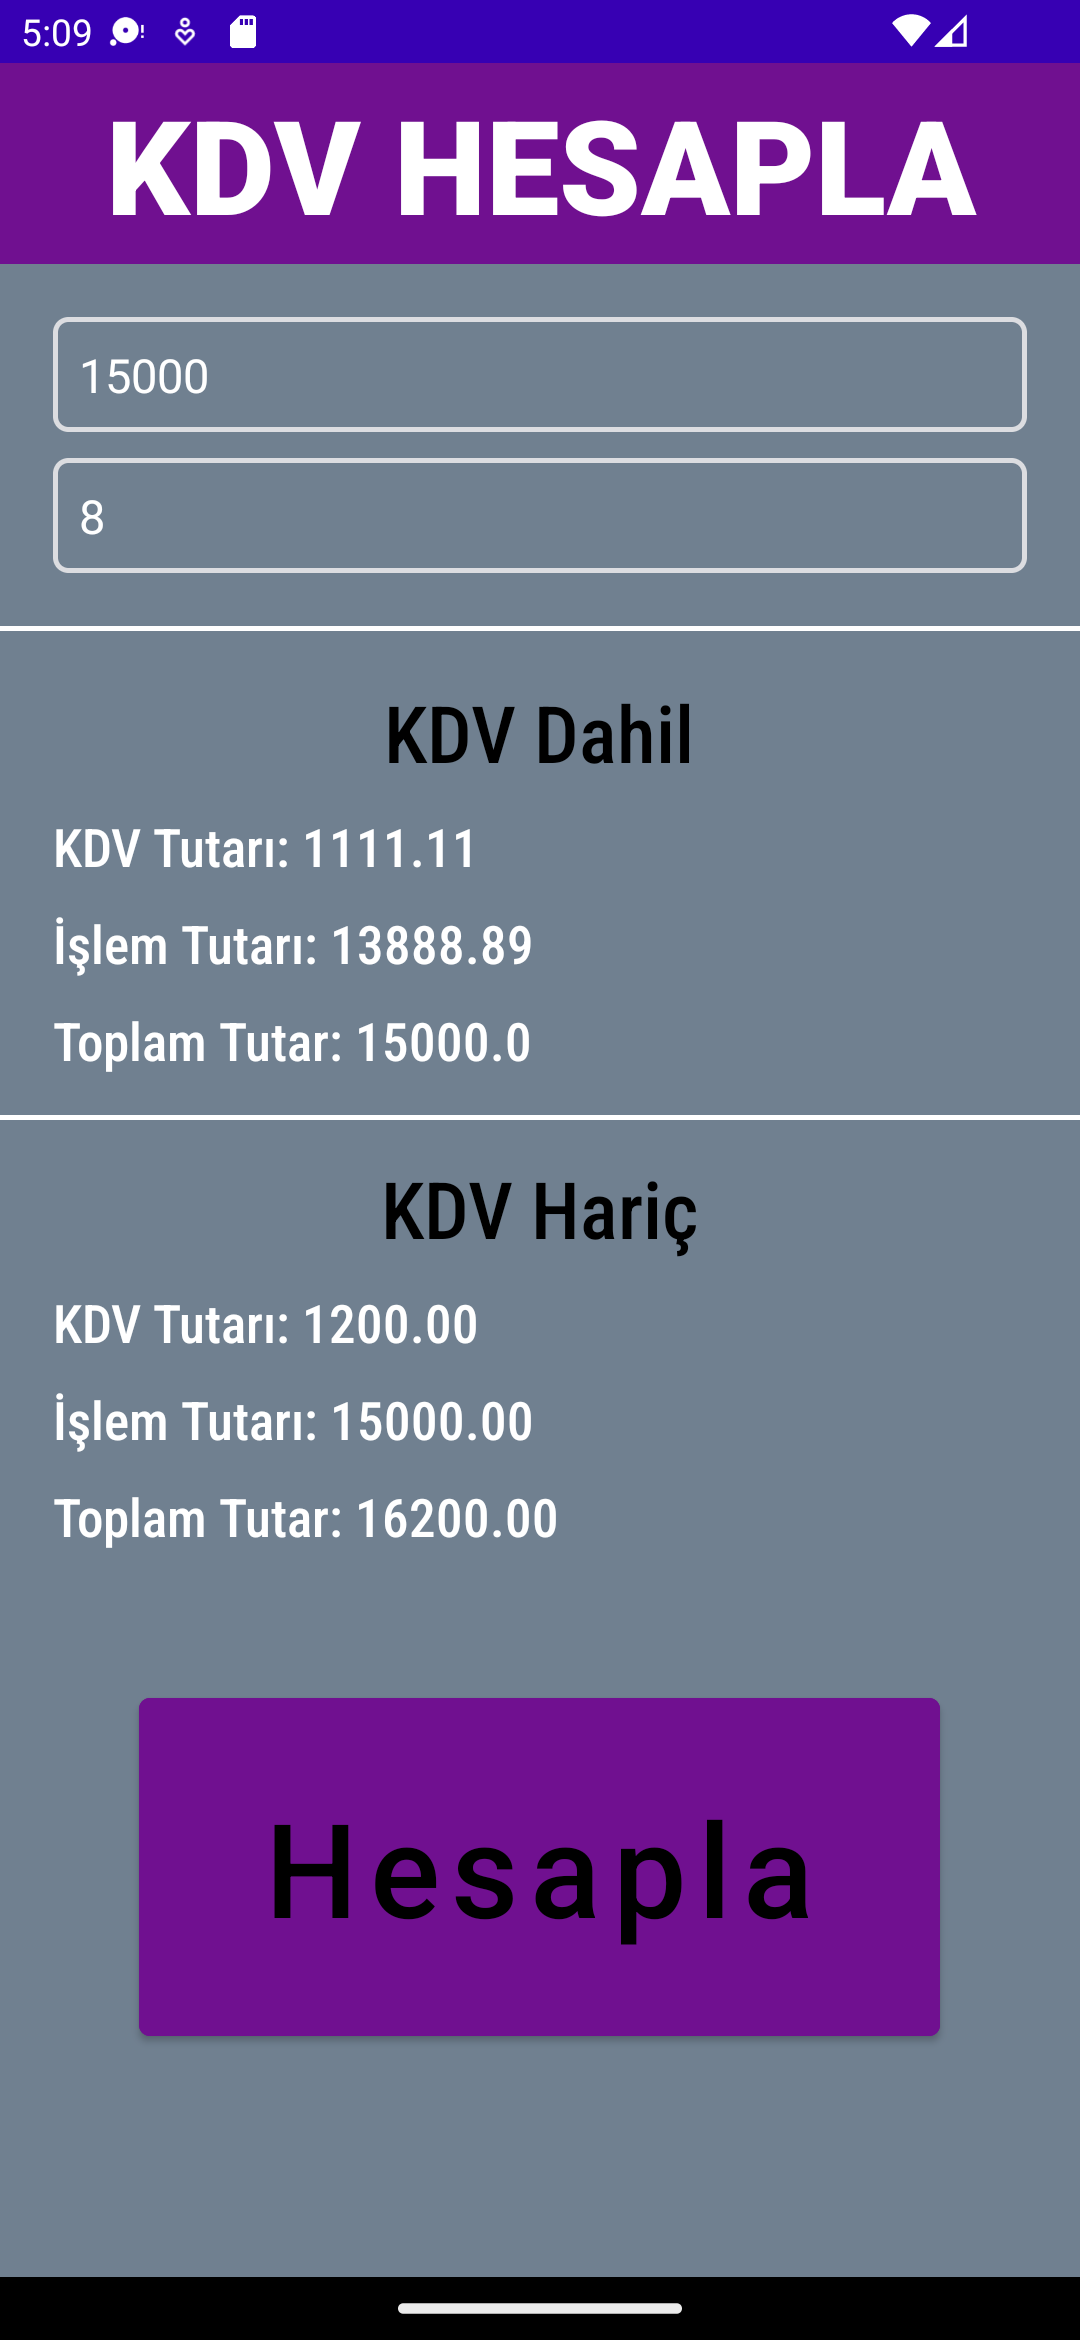 5:09
KDV HESAPLA
15000
8
KDV Dahil
KDV Tutarı: 1111.11
İşlem Tutarı: 13888.89
Toplam Tutar: 15000.0
KDV Hariç
KDV Tutarı: 1200.00
İşlem Tutarı: 15000.00
Toplam Tutar: 16200.00
Hesapla